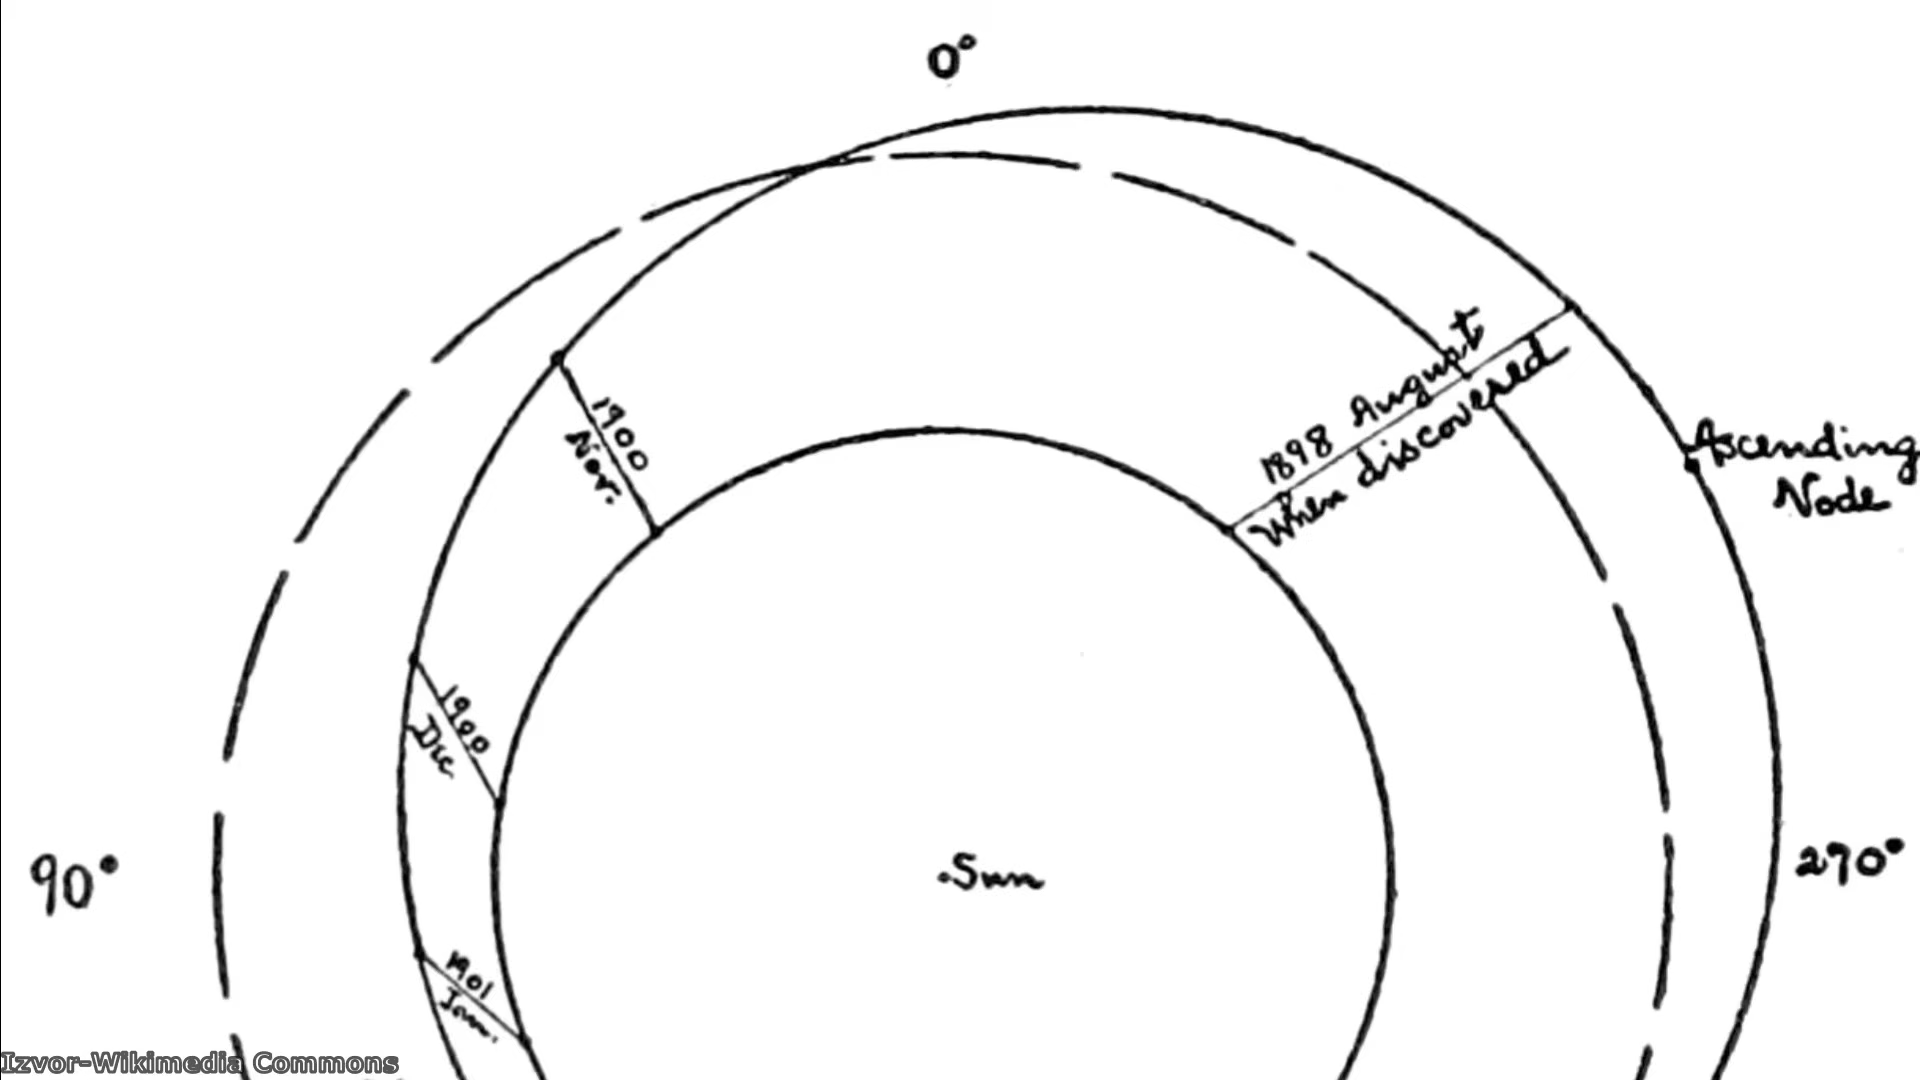 0°
1898 August
When discovered
Ascending
Node
1900
Nov.
1900
Dec
90°
.Sun
270°
1901
Jan.
Izvor-Wikimedia Commons